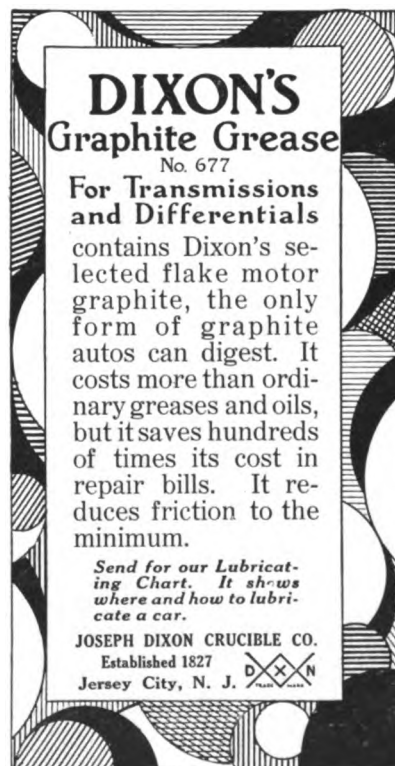 DIXON'S
Graphite Grease
No. 677
For Transmissions
and Differentials
contains Dixon's se-
lected flake motor
graphite, the only
form of graphite
autos can digest. It
costs more than ordi-
nary greases and oils,
but it saves hundreds
of times its cost in
repair bills. It re-
duces friction to the
minimum.
Send for our Lubricat-
ing Chart. It shows
where and how to lubri-
cate a car.
JOSEPH DIXON CRUCIBLE CO.
Established 1827
Jersey City, N. J.
DIXON
TRADE MARK